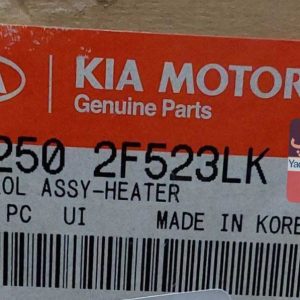 KIA MOTOR
Genuine Parts
250 2F523LK
OL ASSY-HEATER
PC UI MADE IN KORE